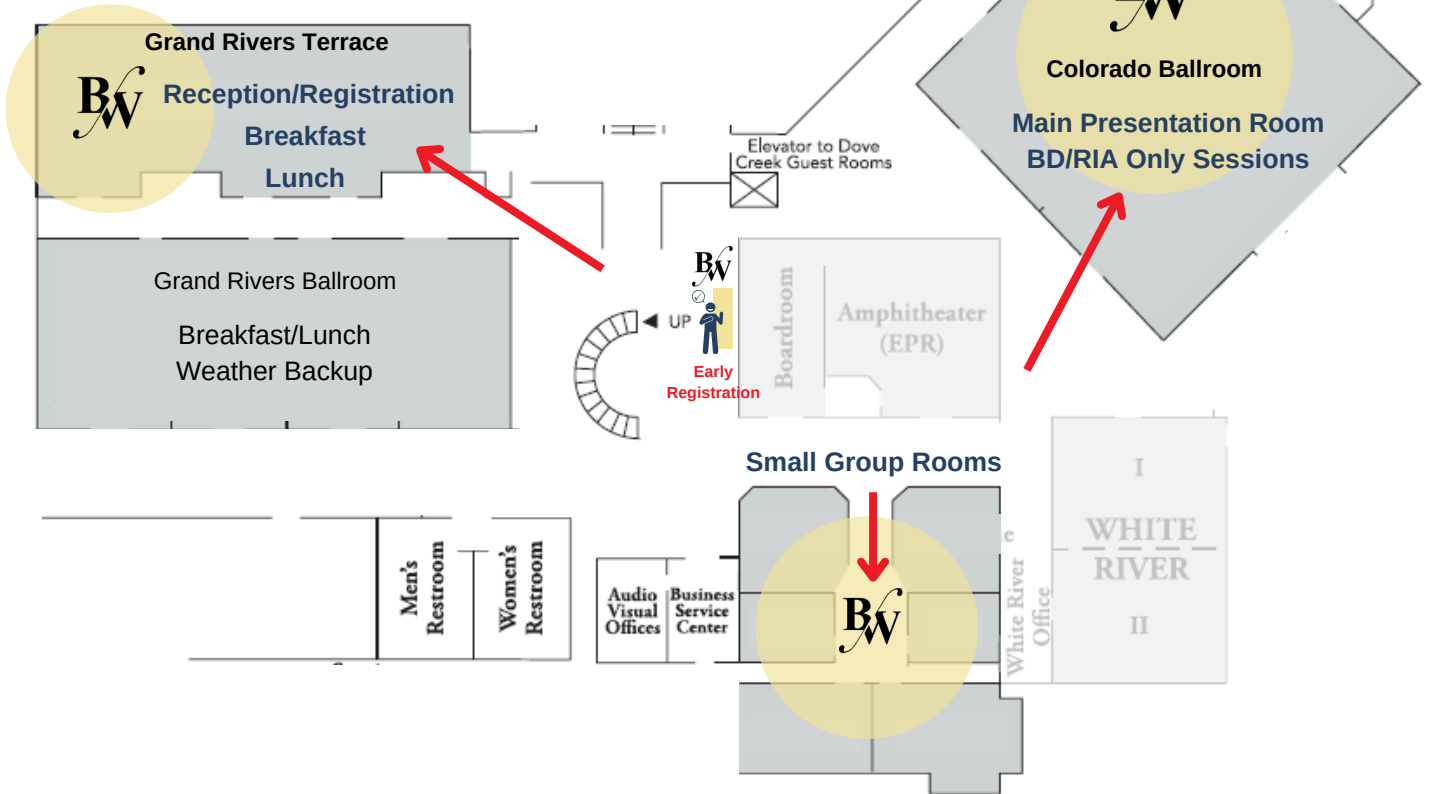 Grand Rivers Terrace
BW
Reception/Registration
Breakfast
Lunch
BW
Colorado Ballroom
Main Presentation Room
BD/RIA Only Sessions
Elevator to Dove
Creek Guest Rooms
Grand Rivers Ballroom
Breakfast/Lunch
Weather Backup
BW
UP
Early
Registration
Boardroom
Amphitheater
(EPR)
Small Group Rooms
I
WHITE
RIVER
II
White River
Office
Men's
Restroom
Women's
Restroom
Audio
Visual
Offices
Business
Service
Center
BW